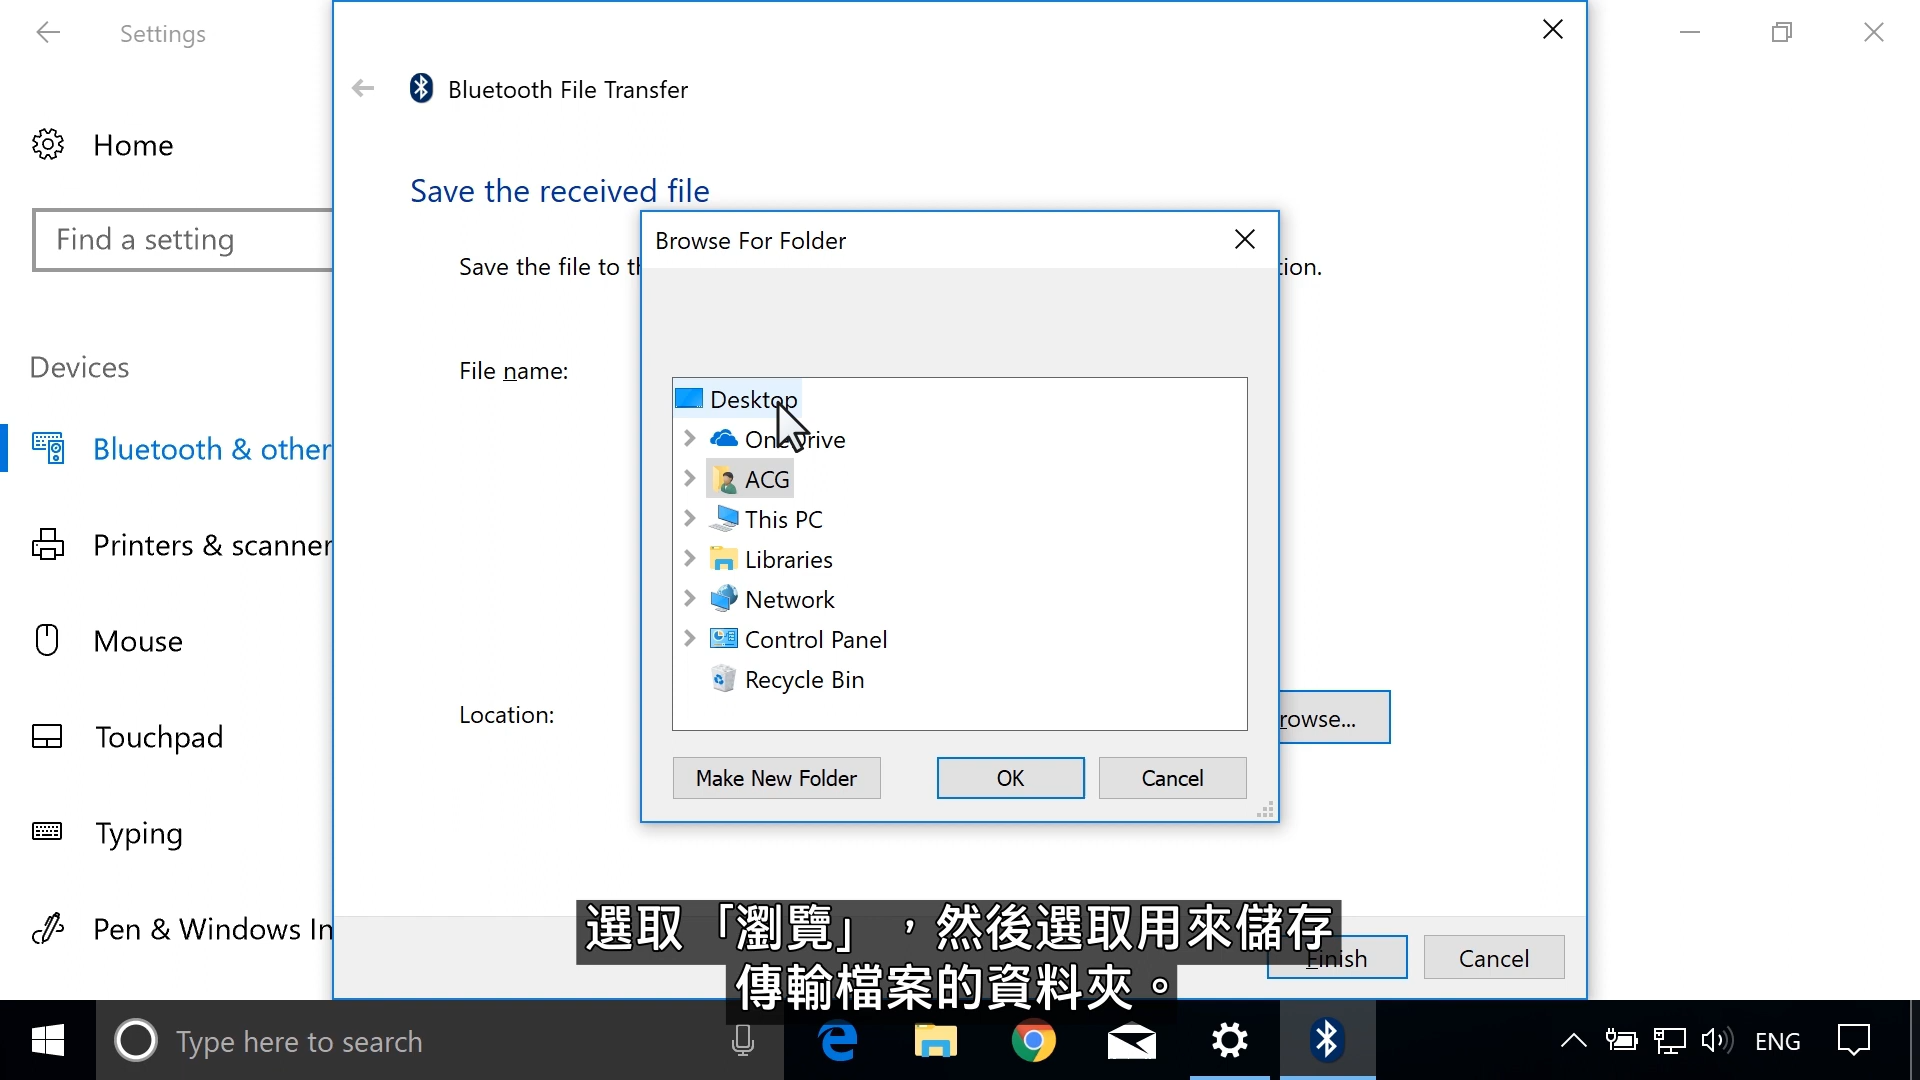 Settings
Bluetooth File Transfer
Home
Save the received file
Find a setting
Browse For Folder
Save the file to th
ion.
Devices
File name:
Desktop
OneDrive
Bluetooth & other
ACG
This PC
Printers & scanner
Libraries
Network
Mouse
Control Panel
Recycle Bin
Location:
rowse...
Touchpad
Make New Folder
OK
Cancel
Typing
Pen & Windows In
選取「瀏覽」，然後選取用來儲存
傳輸檔案的資料夾。
Finish
Cancel
Type here to search
ENG